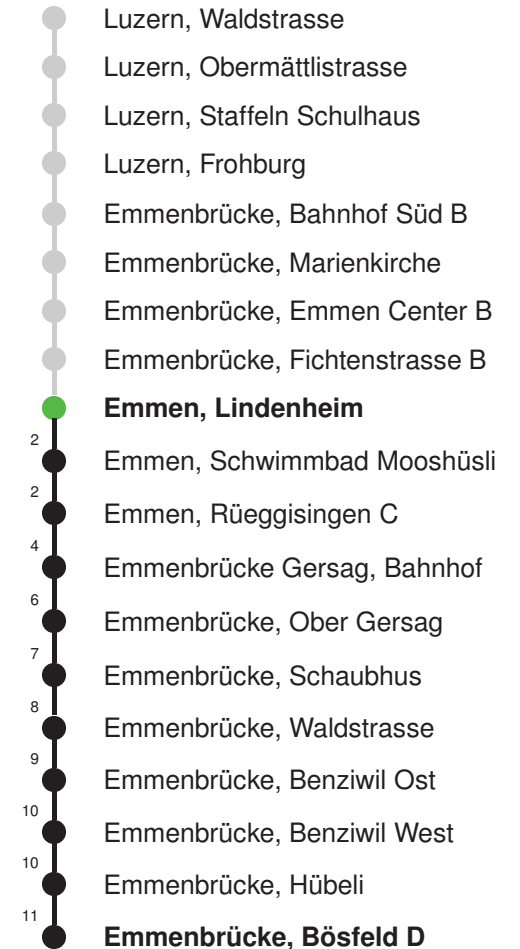 Luzern, Waldstrasse
Luzern, Obermättlistrasse
Luzern, Staffeln Schulhaus
Luzern, Frohburg
Emmenbrücke, Bahnhof Süd B
Emmenbrücke, Marienkirche
Emmenbrücke, Emmen Center B
Emmenbrücke, Fichtenstrasse B
Emmen, Lindenheim
2 Emmen, Schwimmbad Mooshüsli
2 Emmen, Rüeggisingen C
4 Emmenbrücke Gersag, Bahnhof
6 Emmenbrücke, Ober Gersag
7 Emmenbrücke, Schaubhus
8 Emmenbrücke, Waldstrasse
9 Emmenbrücke, Benziwil Ost
10 Emmenbrücke, Benziwil West
10 Emmenbrücke, Hübeli
11 Emmenbrücke, Bösfeld D